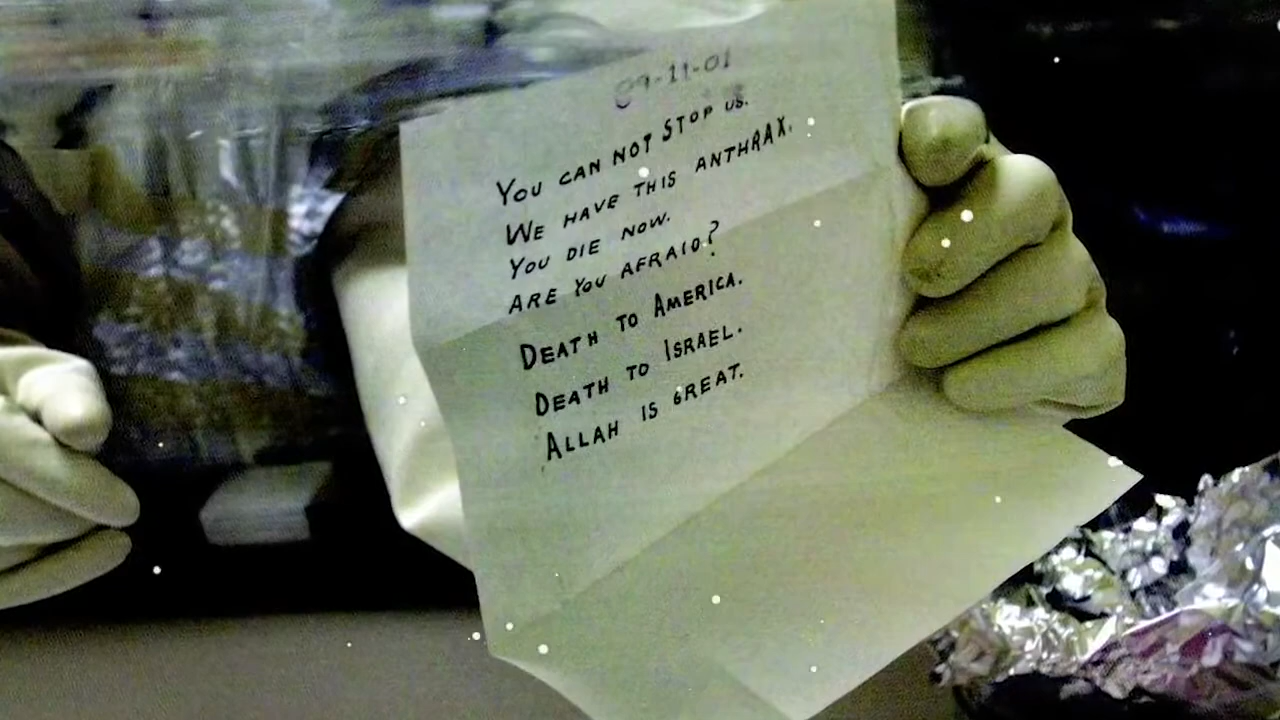 09-11-01
YOU CAN NOT STOP US.
WE HAVE THIS ANTHRAX.
YOU DIE NOW.
ARE YOU AFRAID?
DEATH TO AMERICA.
DEATH TO ISRAEL.
ALLAH IS GREAT.